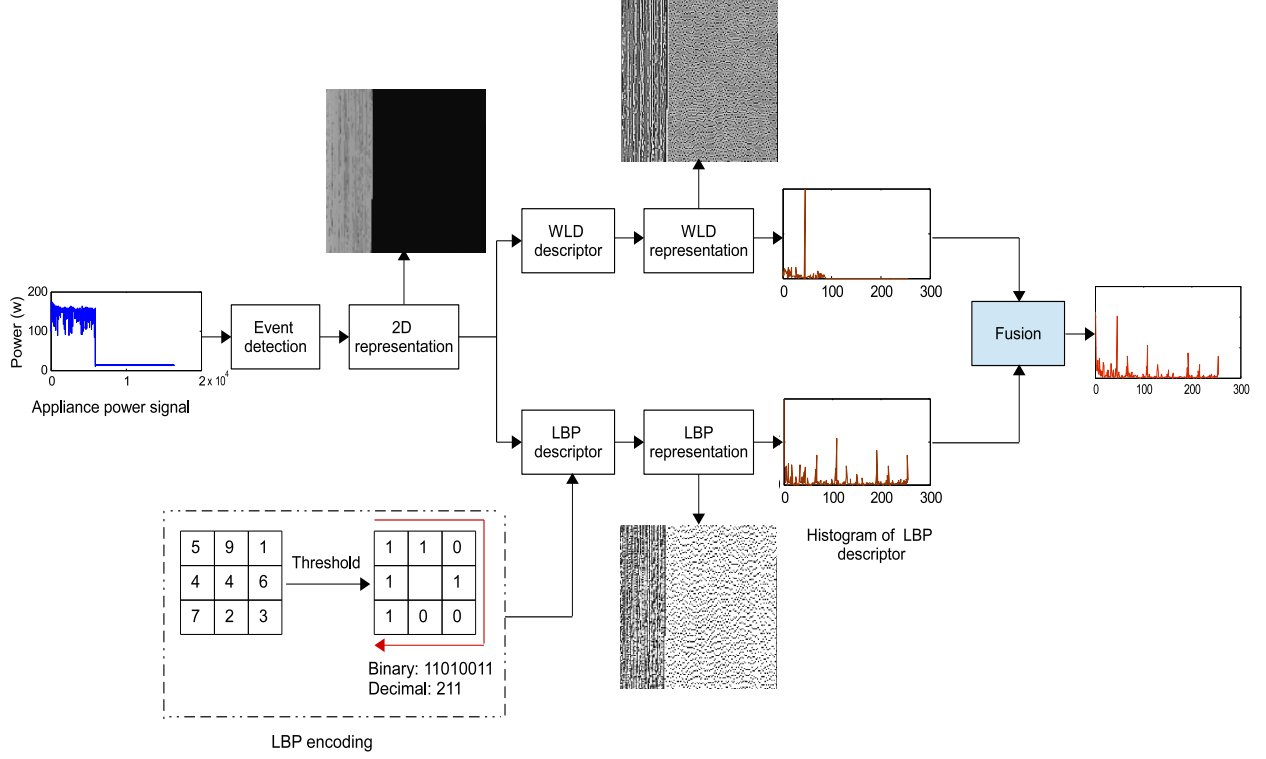 WLD
descriptor
WLD
representation
0 100 200 300
200
100
0
Power (w)
0 1 2 x 10^4
Appliance power signal
Event
detection
2D
representation
Fusion
0 100 200 300
LBP
descriptor
LBP
representation
0 100 200 300
Histogram of LBP
descriptor
5 9 1
4 4 6
7 2 3
Threshold
1 1 0
1 1
1 0 0
Binary: 11010011
Decimal: 211
LBP encoding